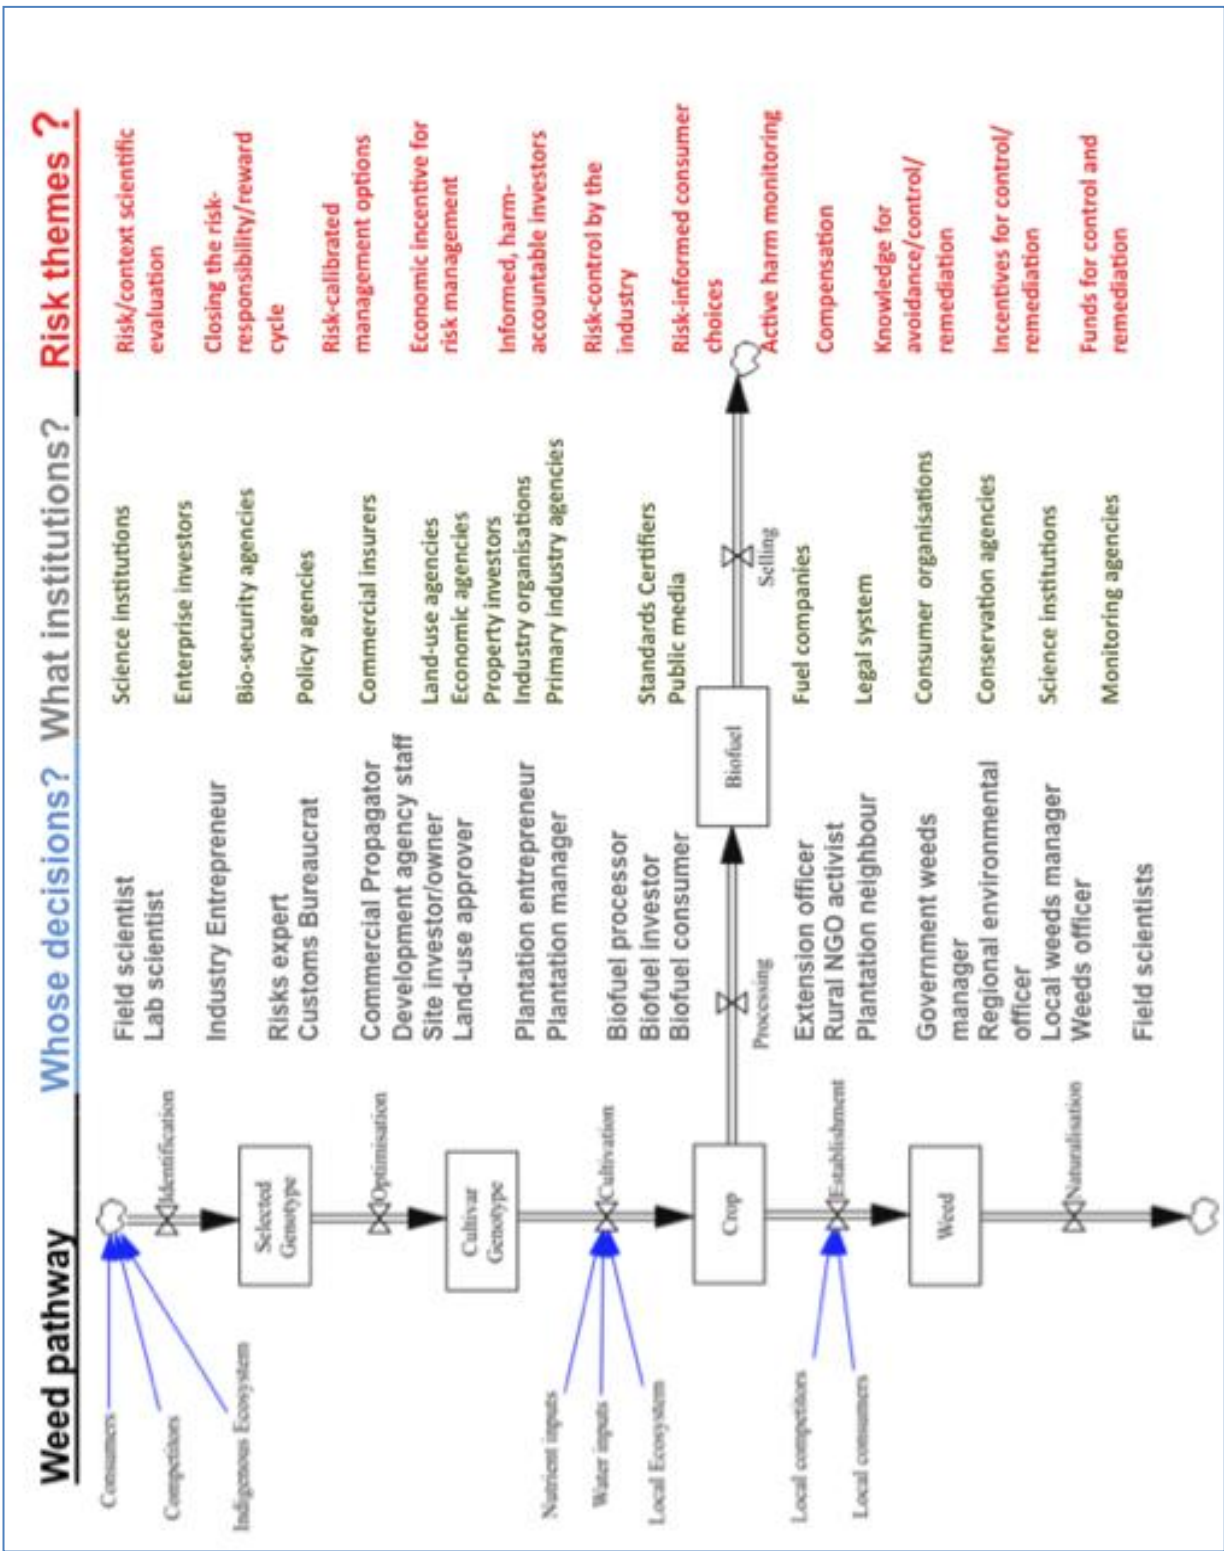 Weed pathway
Whose decisions?
What institutions?
Risk themes ?
Consumers
Competitors
Indigenous Ecosystem
Identification
Selected
Genotype
Optimisation
Cultivar
Genotype
Nutrient inputs
Water inputs
Local Ecosystem
Cultivation
Crop
Processing
Biofuel
Selling
Local competitors
Local consumers
Establishment
Weed
Naturalisation
Field scientist
Lab scientist
Industry Entrepreneur
Risks expert
Customs Bureaucrat
Commercial Propagator
Development agency staff
Site investor/owner
Land-use approver
Plantation entrepreneur
Plantation manager
Biofuel processor
Biofuel investor
Biofuel consumer
Extension officer
Rural NGO activist
Plantation neighbour
Government weeds
manager
Regional environmental
officer
Local weeds manager
Weeds officer
Field scientists
Science institutions
Enterprise investors
Bio-security agencies
Policy agencies
Commercial insurers
Land-use agencies
Economic agencies
Property investors
Industry organisations
Primary industry agencies
Standards Certifiers
Public media
Fuel companies
Legal system
Consumer organisations
Conservation agencies
Science institutions
Monitoring agencies
Risk/context scientific
evaluation
Closing the risk-
responsibility/reward
cycle
Risk-calibrated
management options
Economic incentive for
risk management
Informed, harm-
accountable investors
Risk-control by the
industry
Risk-informed consumer
choices
Active harm monitoring
Compensation
Knowledge for
avoidance/control/
remediation
Incentives for control/
remediation
Funds for control and
remediation